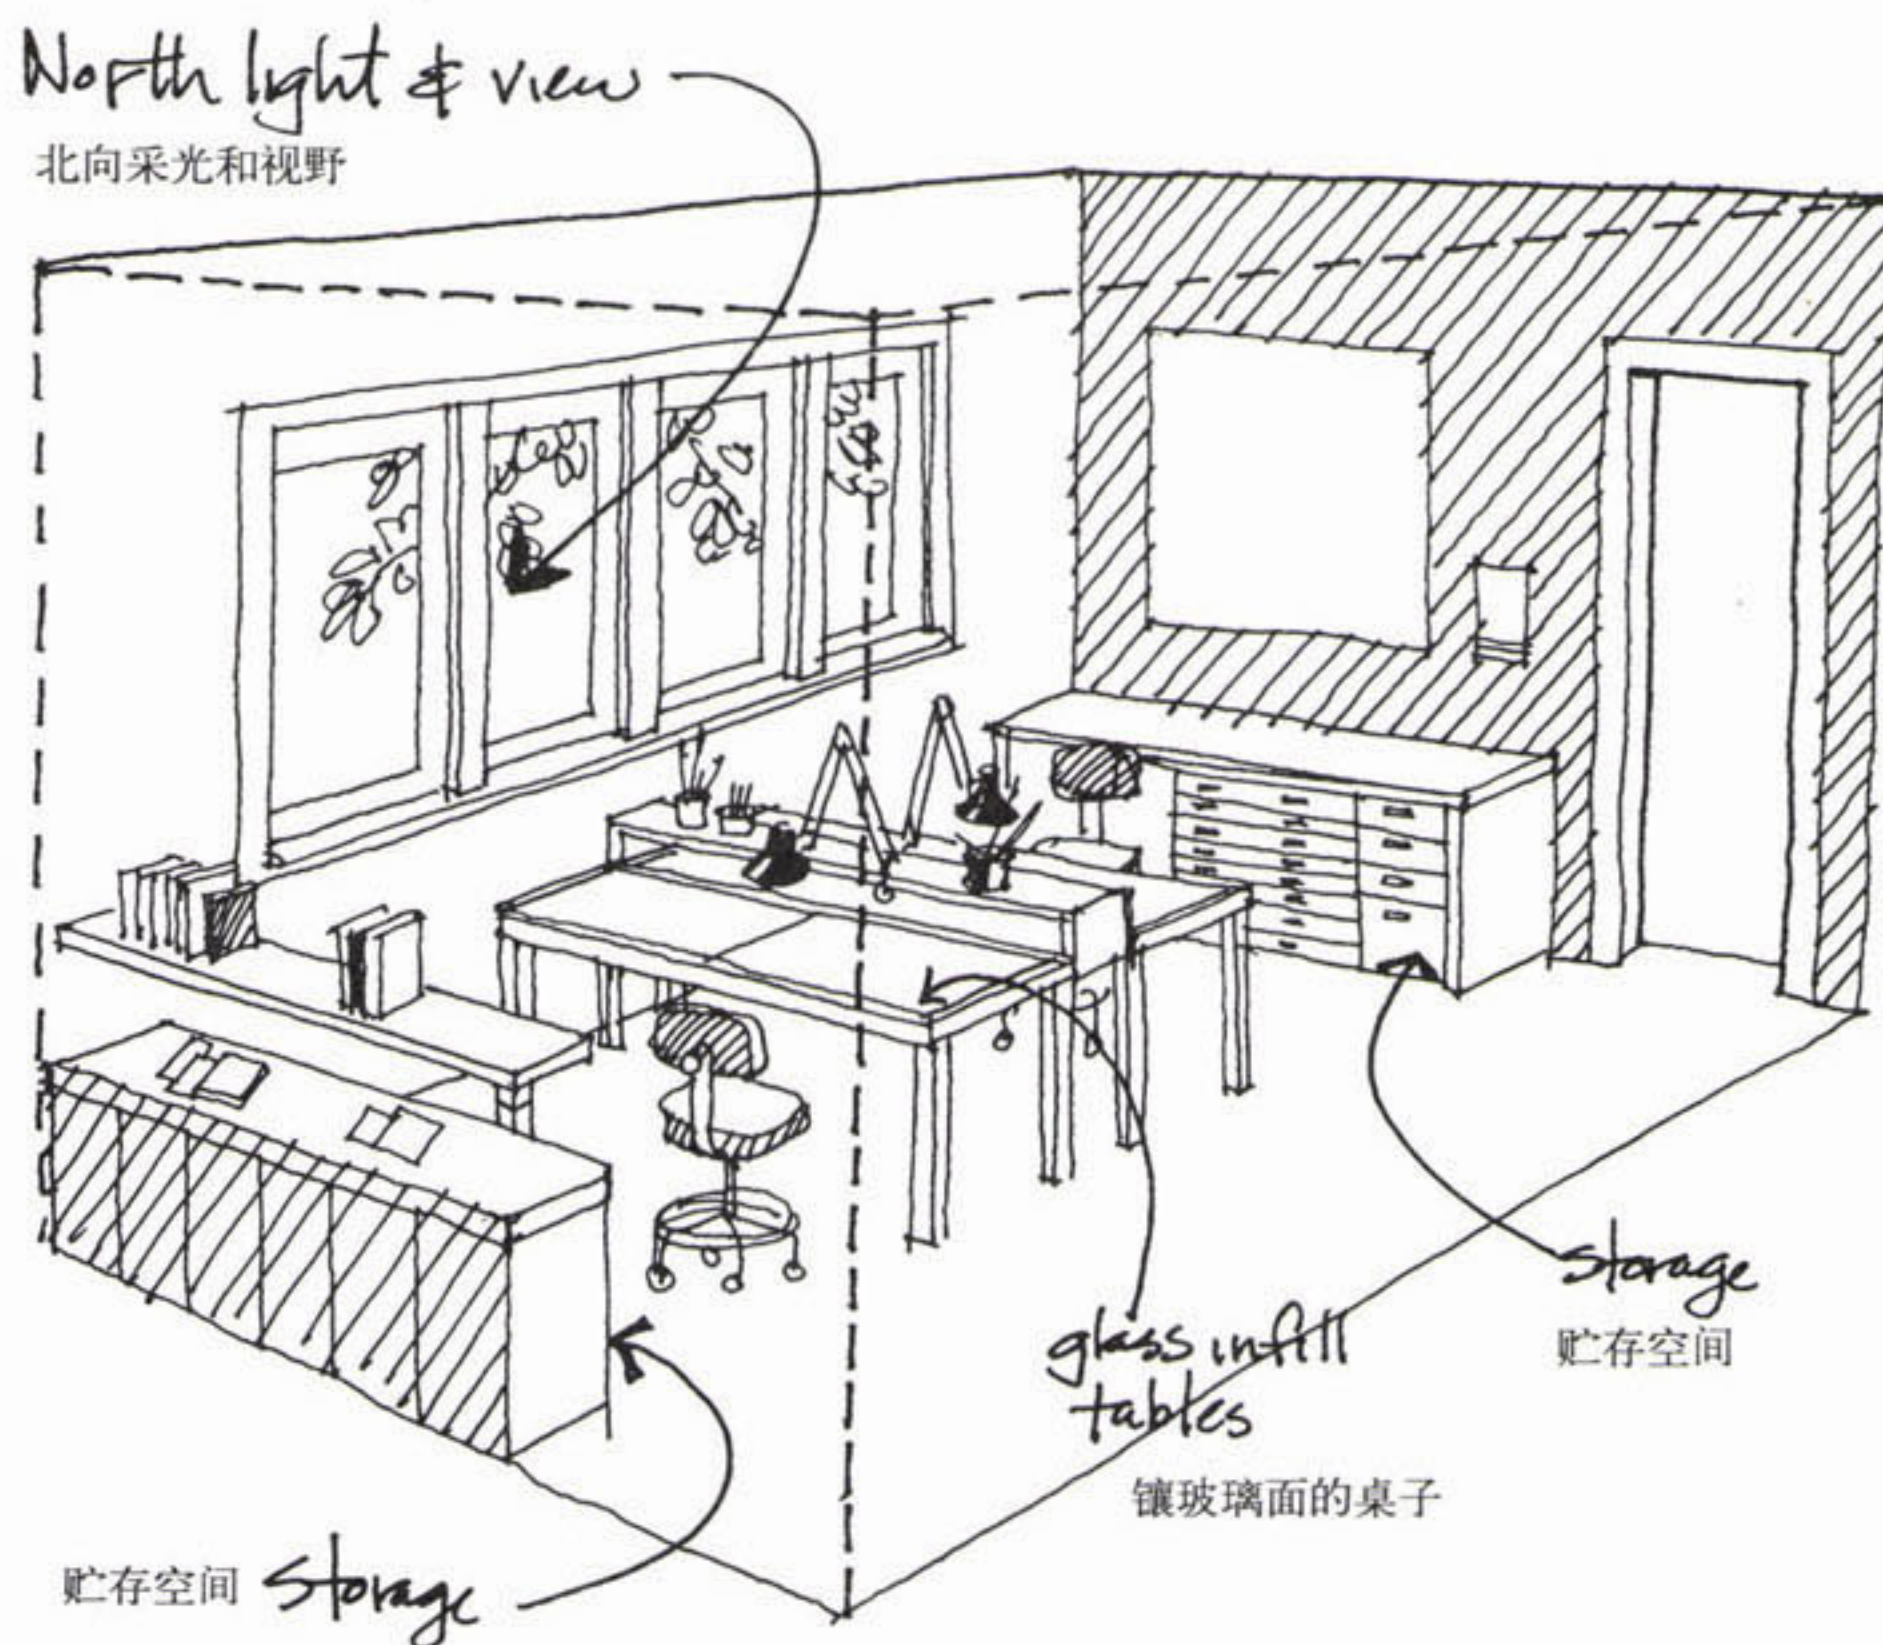 North light & view
北向采光和视野
storage
贮存空间
glass infill
tables
镶玻璃面的桌子
贮存空间 storage